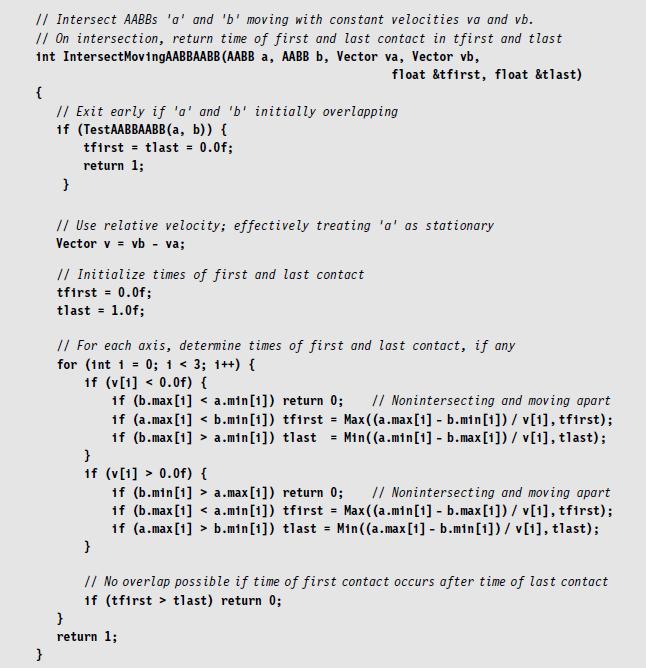 // Intersect AABBs 'a' and 'b' moving with constant velocities va and vb.
// On intersection, return time of first and last contact in tfirst and tlast
int IntersectMovingAABBAABB(AABB a, AABB b, Vector va, Vector vb,
float &tfirst, float &tlast)
{
// Exit early if 'a' and 'b' initially overlapping
if (TestAABBAABB(a, b)) {
tfirst = tlast = 0.0f;
return 1;
}
// Use relative velocity; effectively treating 'a' as stationary
Vector v = vb - va;
// Initialize times of first and last contact
tfirst = 0.0f;
tlast = 1.0f;
// For each axis, determine times of first and last contact, if any
for (int i = 0; i < 3; i++) {
if (v[i] < 0.0f) {
if (b.max[i] < a.min[i]) return 0; // Nonintersecting and moving apart
if (a.max[i] < b.min[i]) tfirst = Max((a.max[i] - b.min[i]) / v[i], tfirst);
if (b.max[i] > a.min[i]) tlast = Min((a.min[i] - b.max[i]) / v[i], tlast);
}
if (v[i] > 0.0f) {
if (b.min[i] > a.max[i]) return 0; // Nonintersecting and moving apart
if (b.max[i] < a.min[i]) tfirst = Max((a.min[i] - b.max[i]) / v[i], tfirst);
if (a.max[i] > b.min[i]) tlast = Min((a.max[i] - b.min[i]) / v[i], tlast);
}
// No overlap possible if time of first contact occurs after time of last contact
if (tfirst > tlast) return 0;
}
return 1;
}